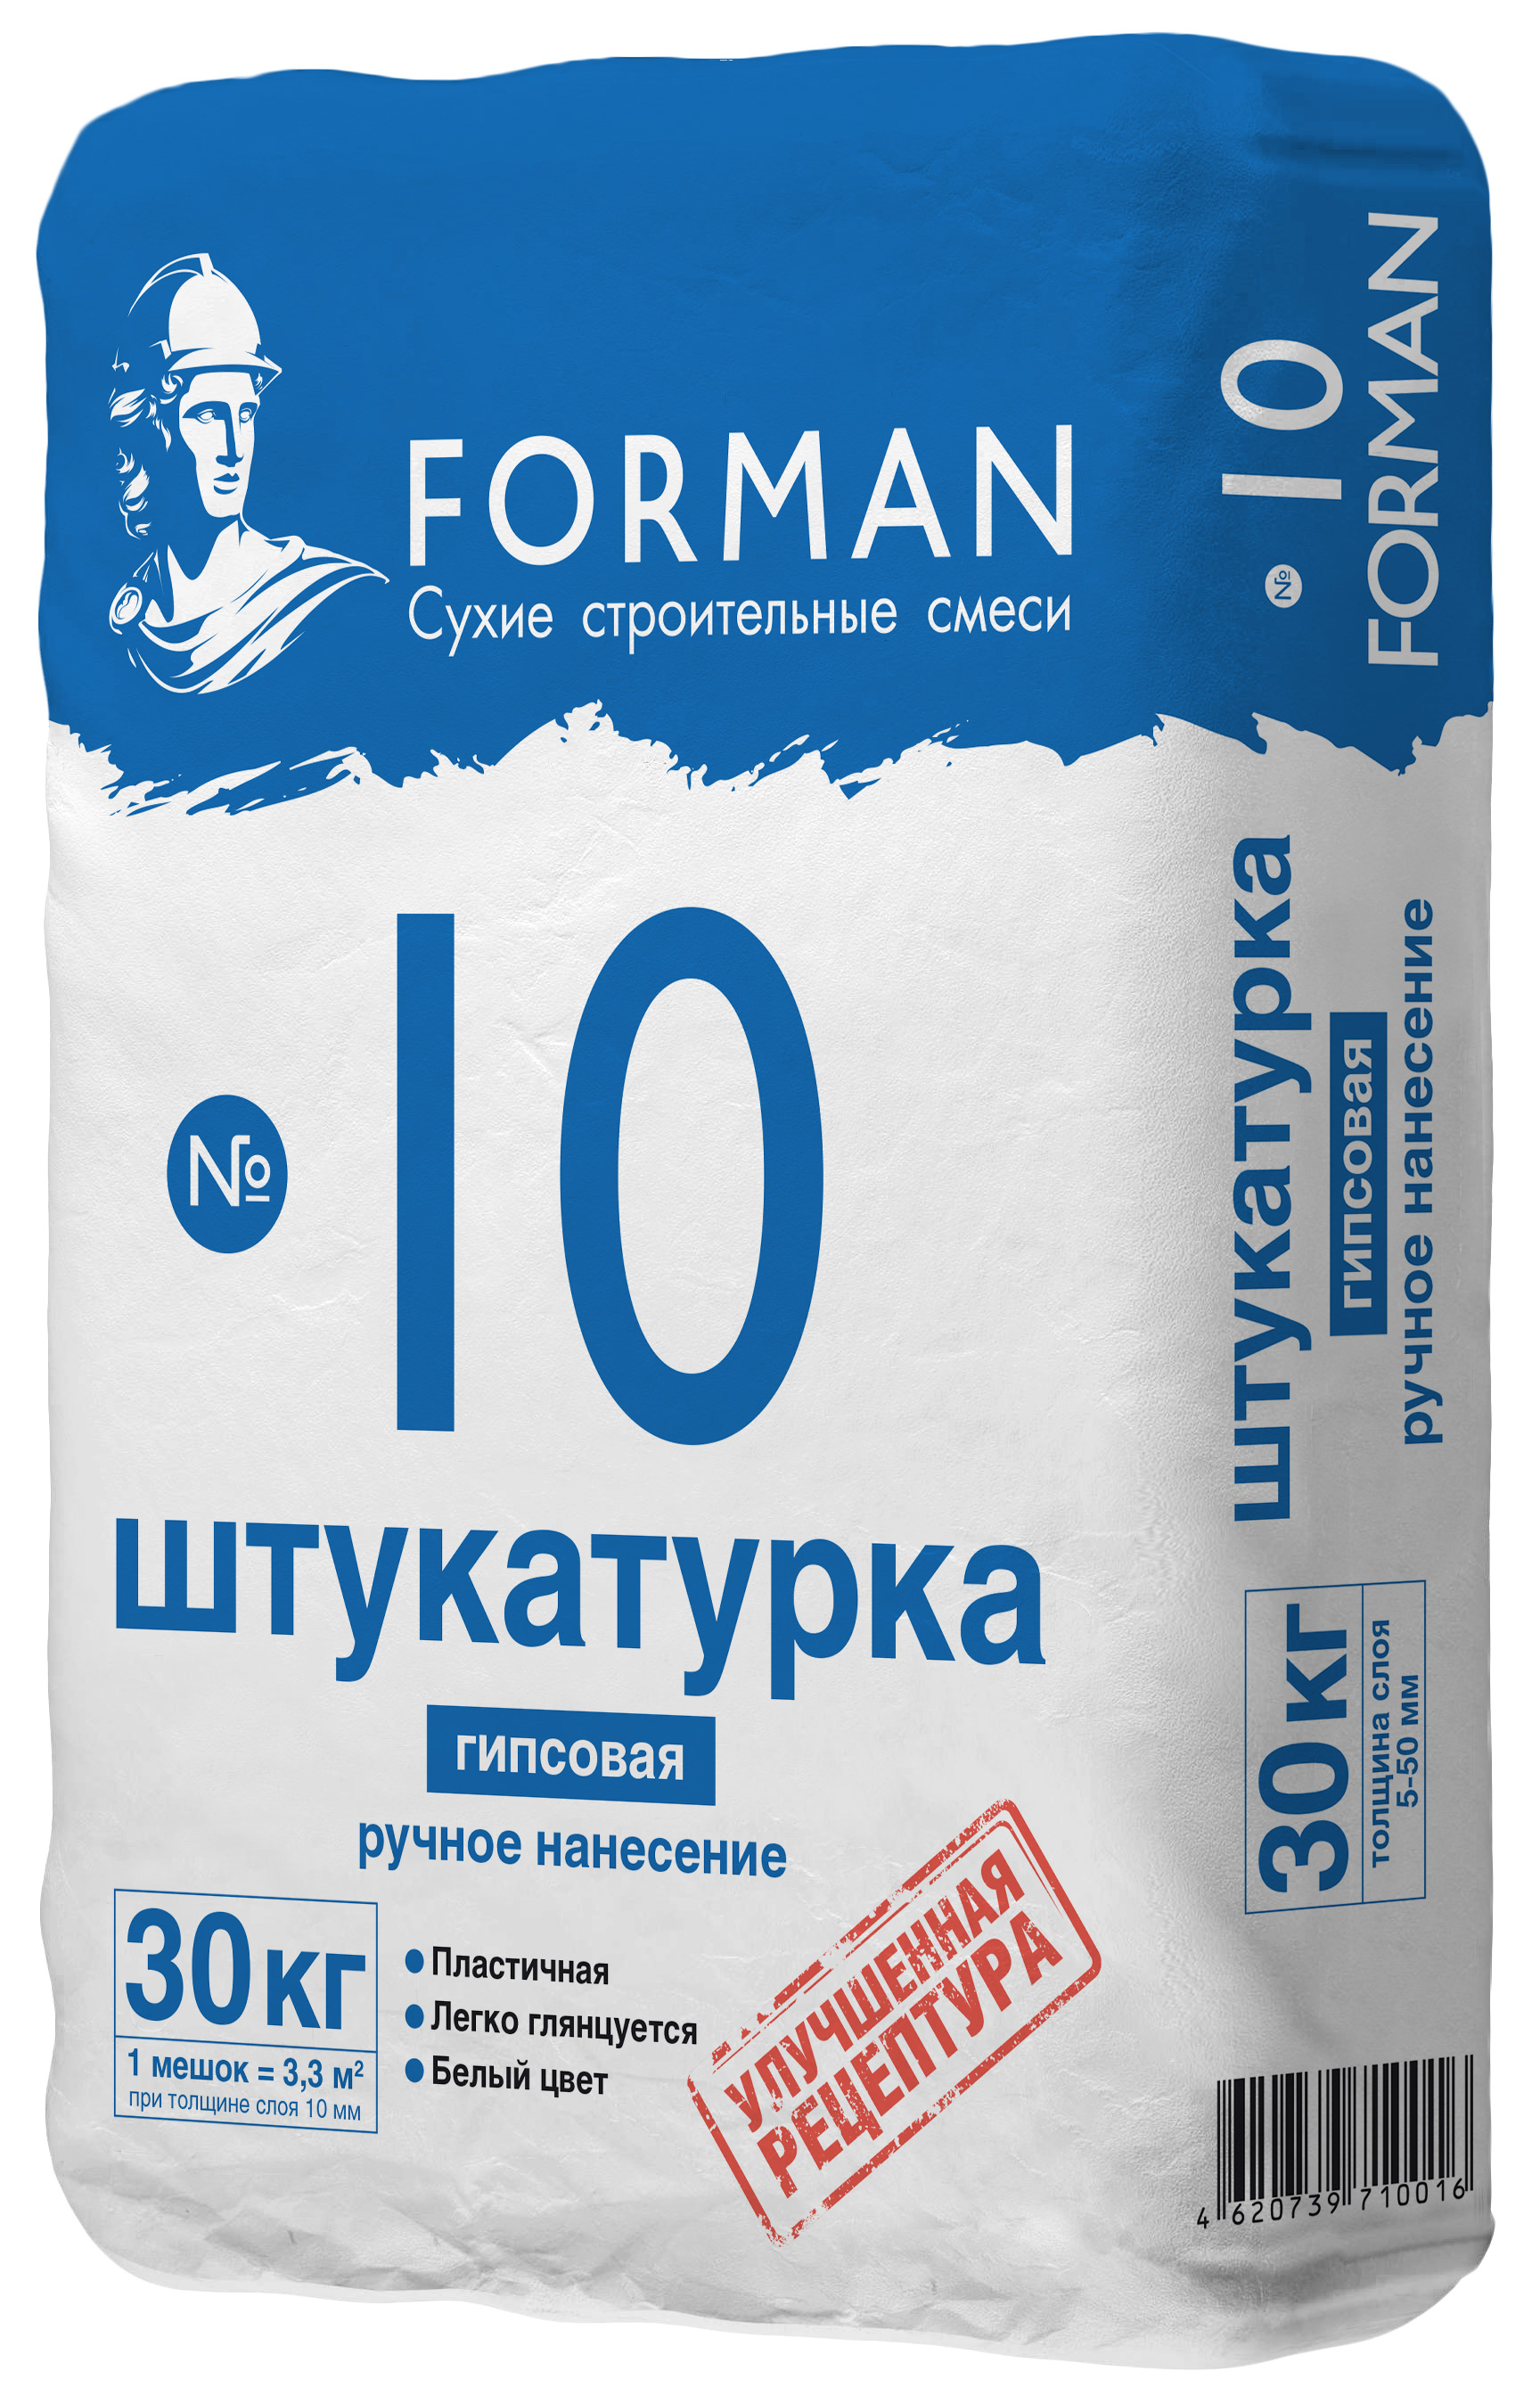 FORMAN
Сухие строительные смеси
№ 10
штукатурка
гипсовая
ручное нанесение
30 кг
1 мешок = 3,3 м²
при толщине слоя 10 мм
Пластичная
Легко глянцуется
Белый цвет
УЛУЧШЕННАЯ
РЕЦЕПТУРА
№ 10
FORMAN
штукатурка
гипсовая
ручное нанесение
30 кг
толщина слоя
5-50 мм
4 620739 710016